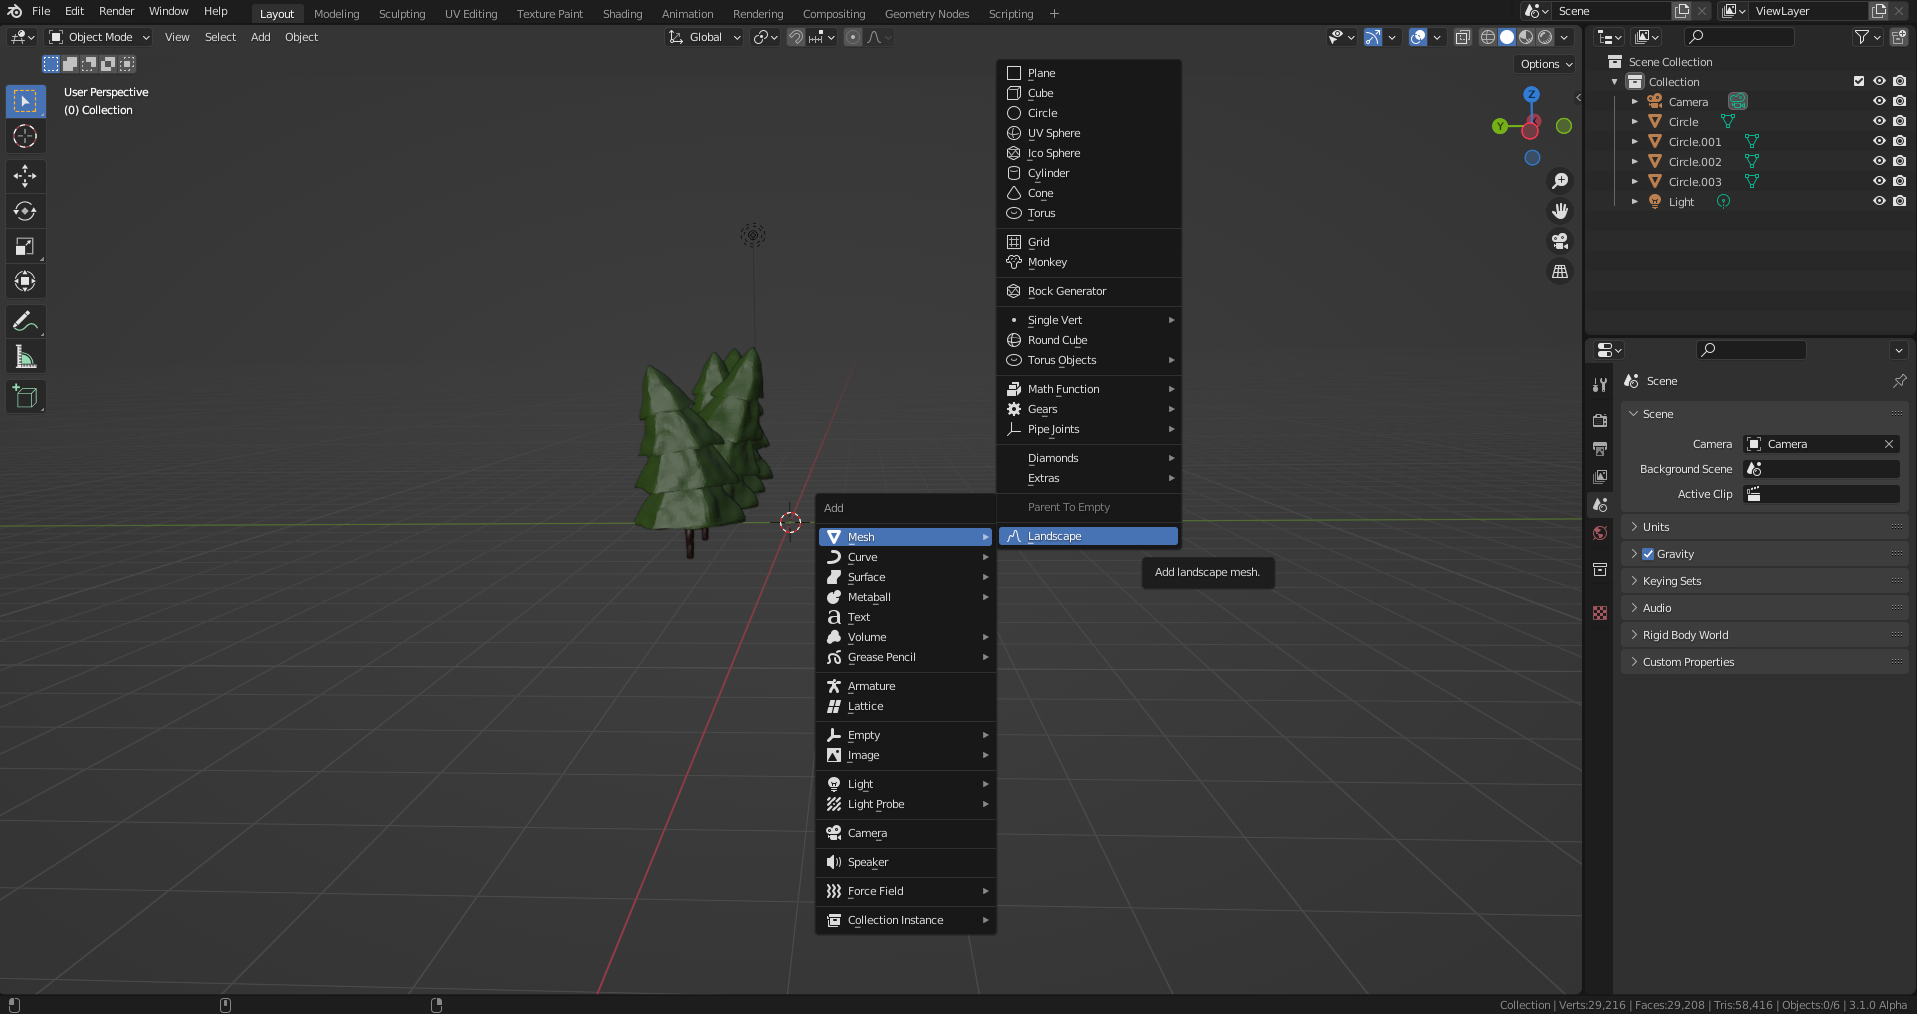 File Edit Render Window Help Layout Modeling Sculpting UV Editing Texture Paint Shading Animation Rendering Compositing Geometry Nodes Scripting + Scene ViewLayer
Object Mode View Select Add Object Global
Options
User Perspective
(0) Collection
Z
Y
Plane
Cube
Circle
UV Sphere
Ico Sphere
Cylinder
Cone
Torus
Grid
Monkey
Rock Generator
Single Vert
Round Cube
Torus Objects
Math Function
Gears
Pipe Joints
Diamonds
Extras
Parent To Empty
Landscape
Add landscape mesh.
Add
Mesh
Curve
Surface
Metaball
Text
Volume
Grease Pencil
Armature
Lattice
Empty
Image
Light
Light Probe
Camera
Speaker
Force Field
Collection Instance
Scene Collection
Collection
Camera
Circle
Circle.001
Circle.002
Circle.003
Light
Scene
Scene
Camera Camera
Background Scene
Active Clip
Units
Gravity
Keying Sets
Audio
Rigid Body World
Custom Properties
Collection | Verts:29,216 | Faces:29,208 | Tris:58,416 | Objects:0/6 | 3.1.0 Alpha